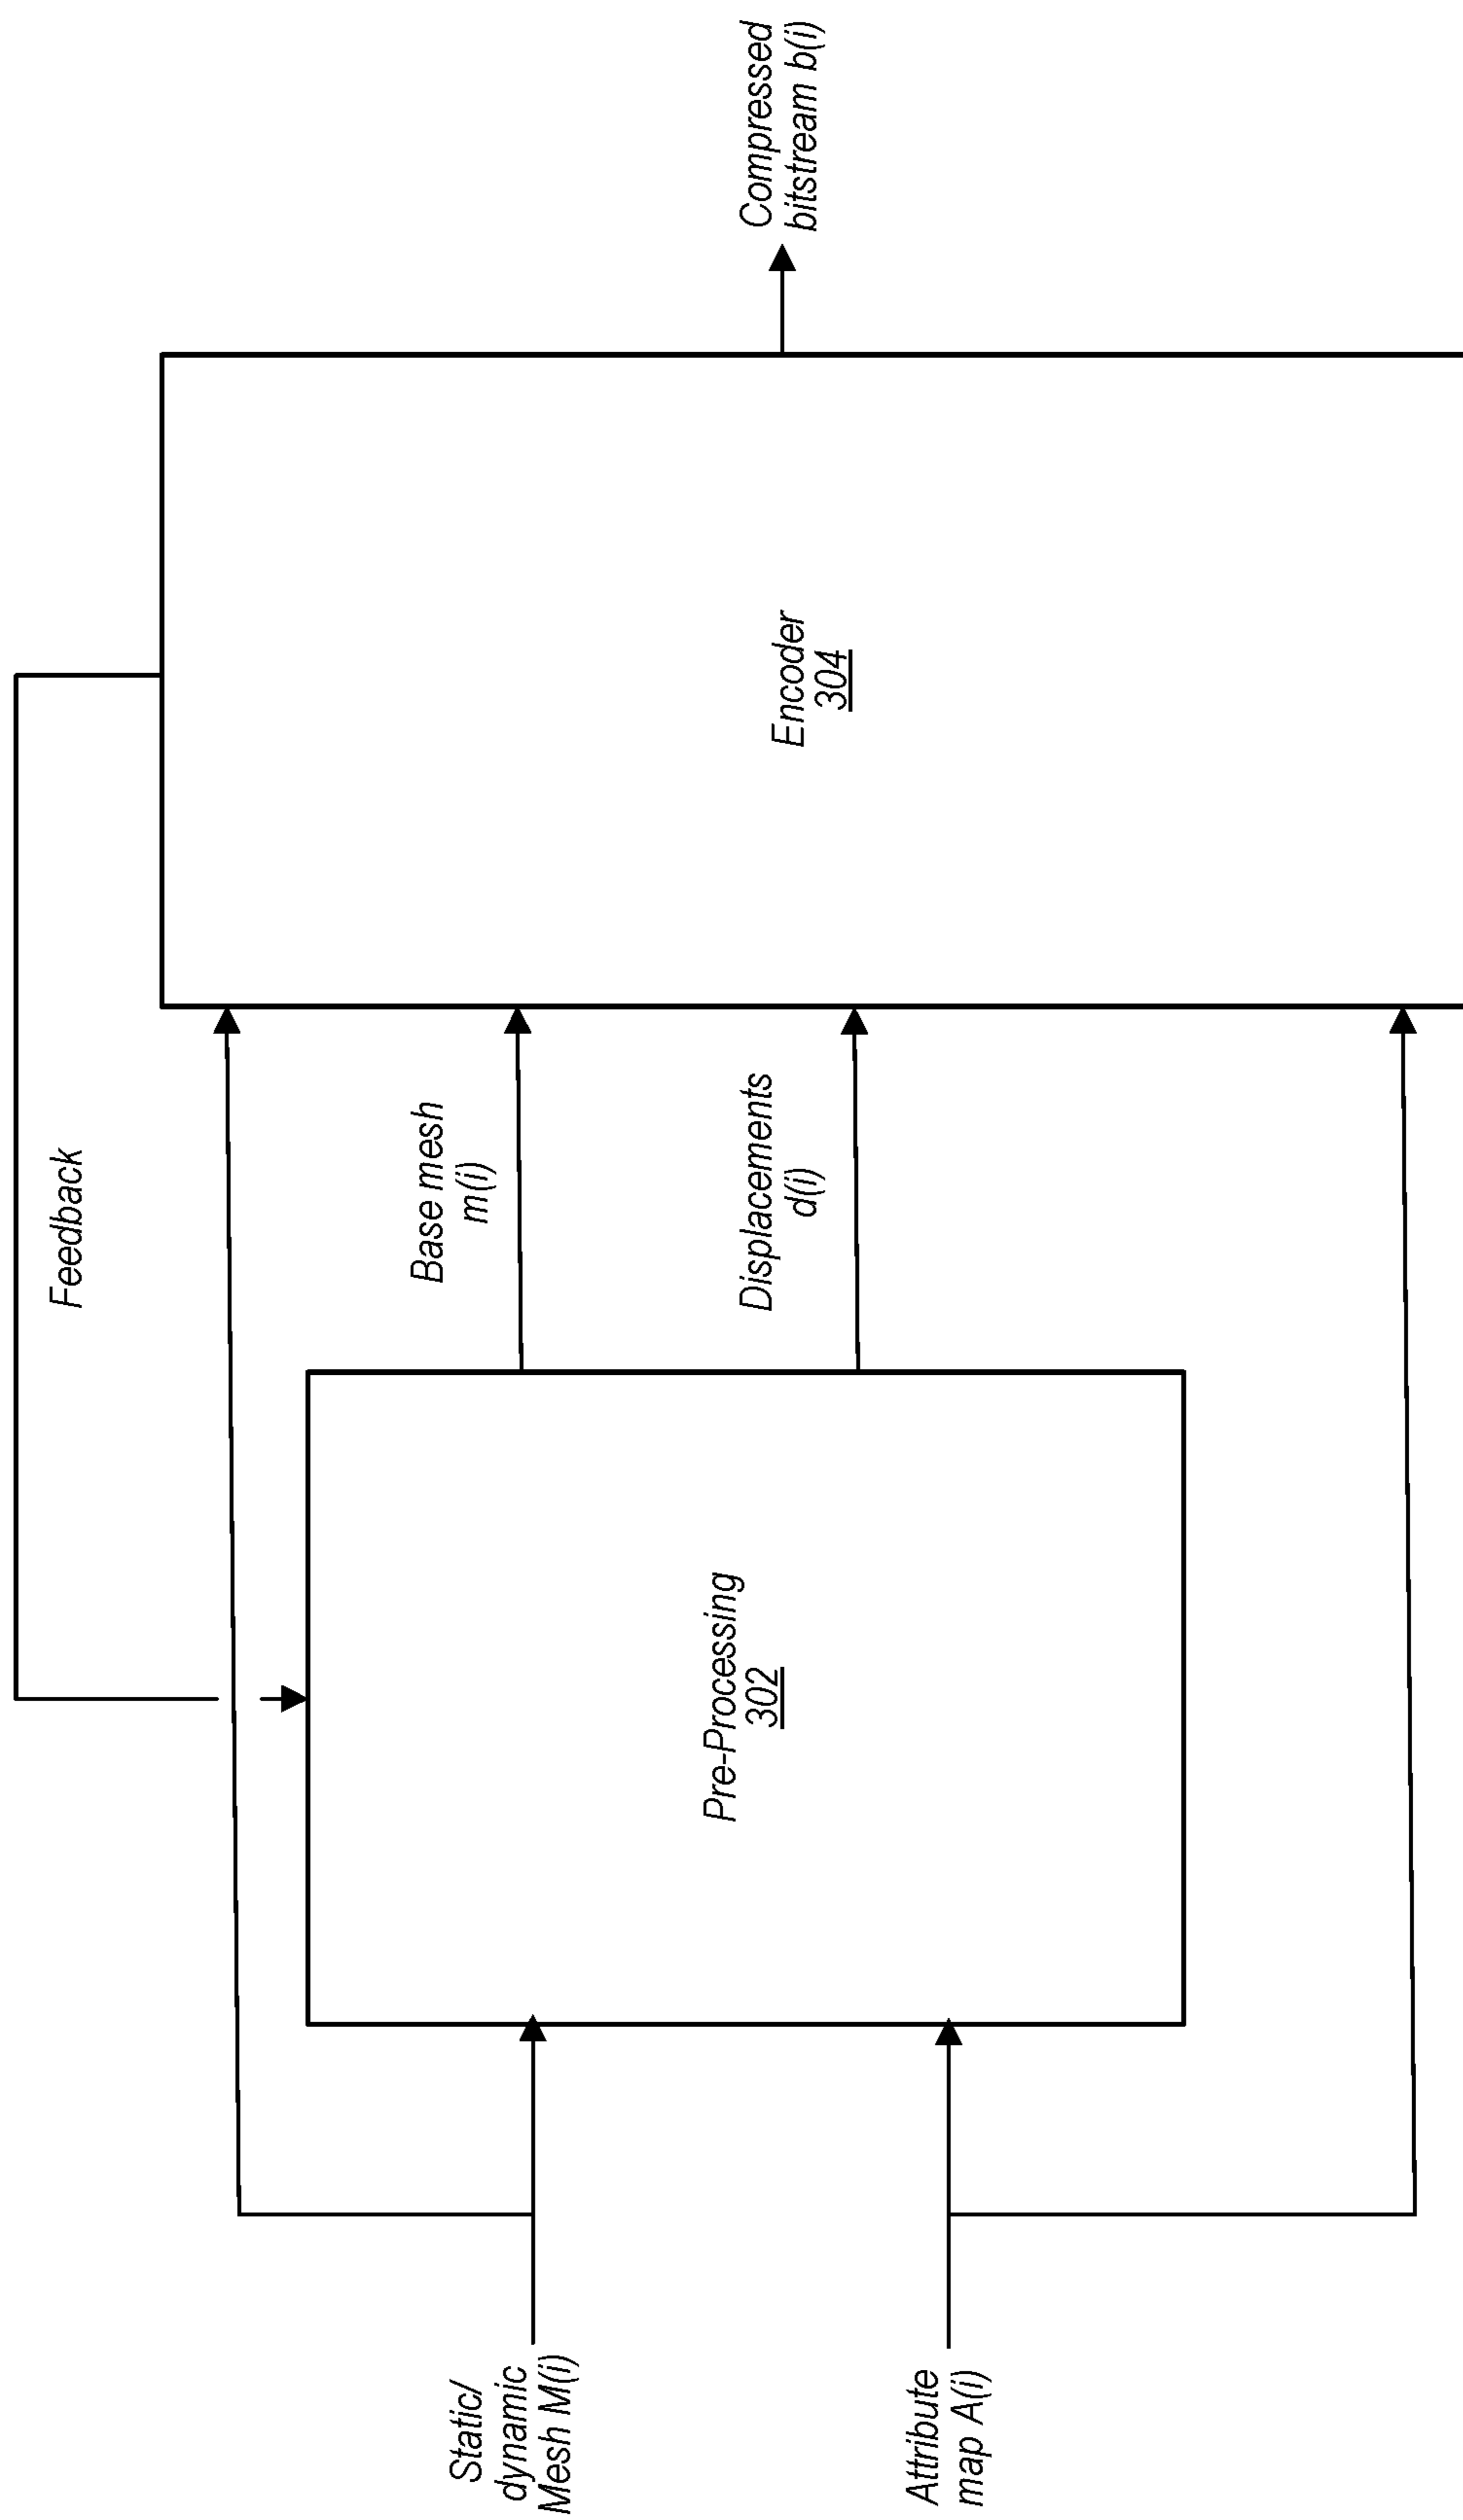 Feedback
Static/
dynamic
Mesh M(i)
Attribute
map A(i)
Pre-Processing
302
Base mesh
m(i)
Displacements
d(i)
Encoder
304
Compressed
bitstream b(i)